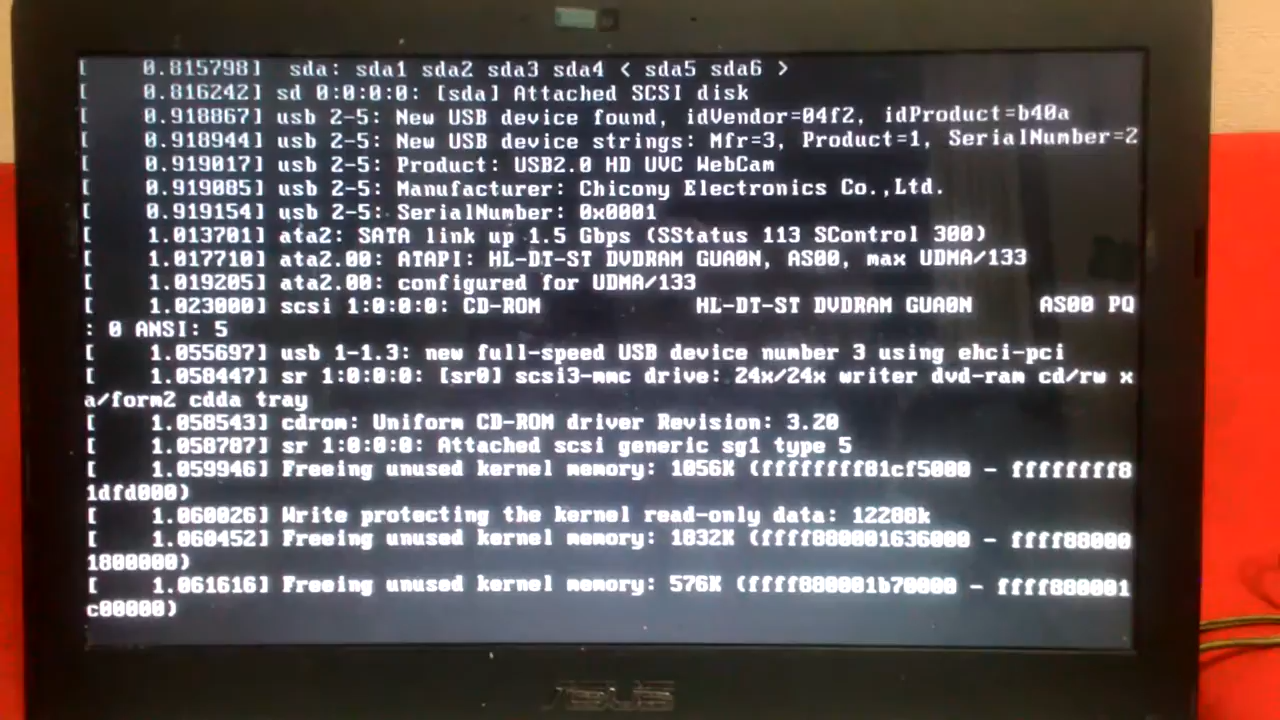 [    0.815798]  sda: sda1 sda2 sda3 sda4 < sda5 sda6 >
[    0.816242] sd 0:0:0:0: [sda] Attached SCSI disk
[    0.918867] usb 2-5: New USB device found, idVendor=04f2, idProduct=b40a
[    0.918944] usb 2-5: New USB device strings: Mfr=3, Product=1, SerialNumber=2
[    0.919017] usb 2-5: Product: USB2.0 HD UVC WebCam
[    0.919085] usb 2-5: Manufacturer: Chicony Electronics Co.,Ltd.
[    0.919154] usb 2-5: SerialNumber: 0x0001
[    1.013701] ata2: SATA link up 1.5 Gbps (SStatus 113 SControl 300)
[    1.017710] ata2.00: ATAPI: HL-DT-ST DVDRAM GUA0N, AS00, max UDMA/133
[    1.019205] ata2.00: configured for UDMA/133
[    1.023000] scsi 1:0:0:0: CD-ROM            HL-DT-ST DVDRAM GUA0N     AS00 PQ
: 0 ANSI: 5
[    1.055697] usb 1-1.3: new full-speed USB device number 3 using ehci-pci
[    1.058447] sr 1:0:0:0: [sr0] scsi3-mmc drive: 24x/24x writer dvd-ram cd/rw x
a/form2 cdda tray
[    1.058543] cdrom: Uniform CD-ROM driver Revision: 3.20
[    1.058787] sr 1:0:0:0: Attached scsi generic sg1 type 5
[    1.059946] Freeing unused kernel memory: 1056K (ffffffff81cf5000 - ffffffff8
1dfd000)
[    1.060026] Write protecting the kernel read-only data: 12288k
[    1.060452] Freeing unused kernel memory: 1832K (ffff880001636000 - ffff88000
1800000)
[    1.061616] Freeing unused kernel memory: 576K (ffff880001b70000 - ffff880001
c00000)
ASUS